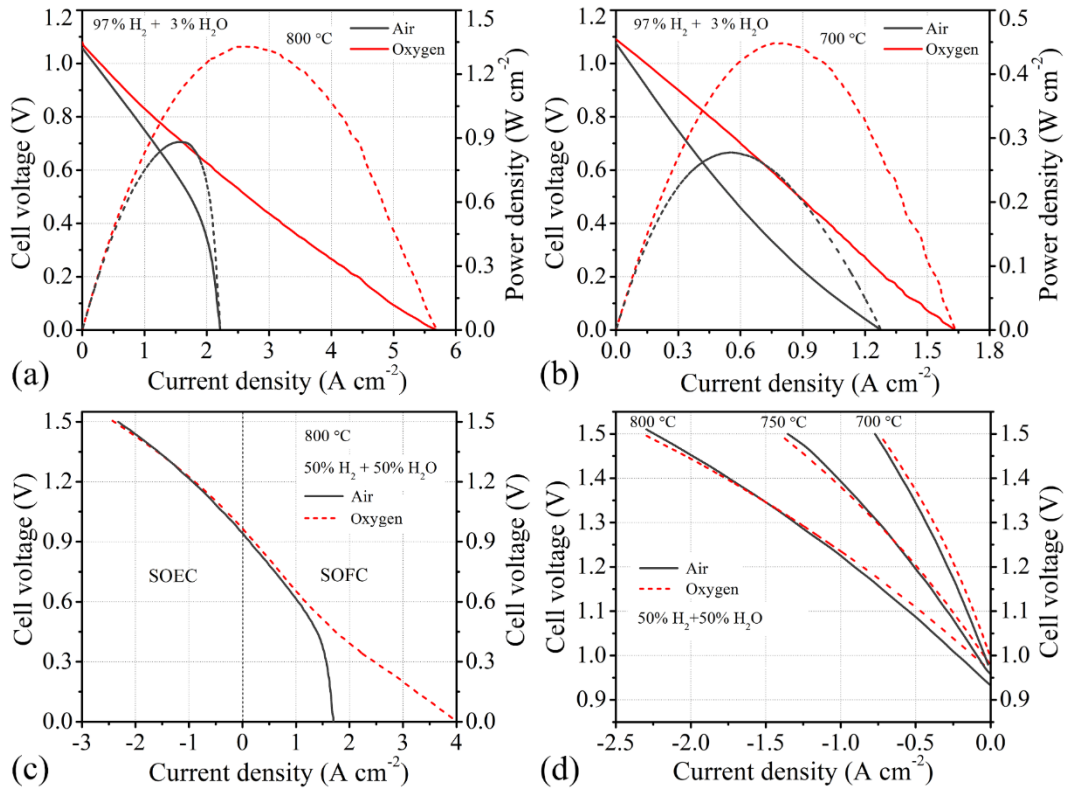 97% H₂ + 3% H₂O
800 °C
Air
Oxygen
1.2
1.0
0.8
0.6
0.4
0.2
0.0
Cell voltage (V)
1.5
1.2
0.9
0.6
0.3
0.0
Power density (W cm⁻²)
0 1 2 3 4 5 6
Current density (A cm⁻²)
(a)
97% H₂ + 3% H₂O
700 °C
Air
Oxygen
1.2
1.0
0.8
0.6
0.4
0.2
0.0
Cell voltage (V)
0.5
0.4
0.3
0.2
0.1
0.0
Power density (W cm⁻²)
0.0 0.3 0.6 0.9 1.2 1.5 1.8
Current density (A cm⁻²)
(b)
800 °C
50% H₂ + 50% H₂O
Air
Oxygen
SOEC
SOFC
1.5
1.2
0.9
0.6
0.3
0.0
Cell voltage (V)
1.5
1.2
0.9
0.6
0.3
0.0
Cell voltage (V)
-3 -2 -1 0 1 2 3 4
Current density (A cm⁻²)
(c)
800 °C
750 °C
700 °C
Air
Oxygen
50% H₂+50% H₂O
1.5
1.4
1.3
1.2
1.1
1.0
0.9
Cell voltage (V)
1.5
1.4
1.3
1.2
1.1
1.0
0.9
Cell voltage (V)
-2.5 -2.0 -1.5 -1.0 -0.5 0.0
Current density (A cm⁻²)
(d)